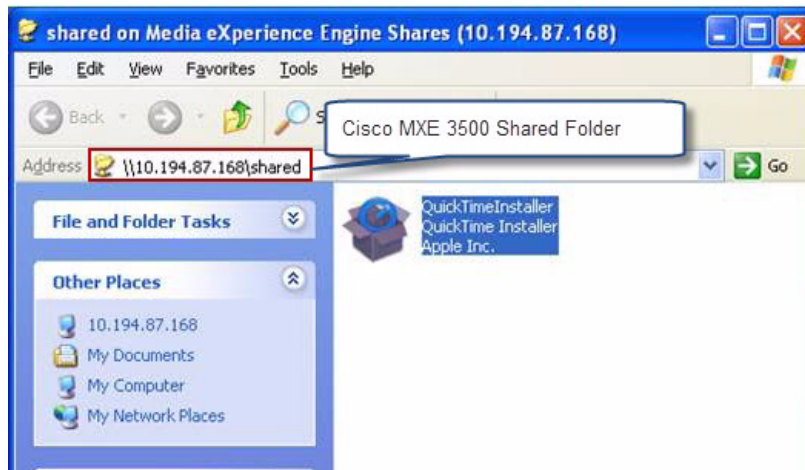 shared on Media eXperience Engine Shares (10.194.87.168)
File Edit View Favorites Tools Help
Back
Cisco MXE 3500 Shared Folder
Address \\10.194.87.168\shared Go
File and Folder Tasks
QuickTimeInstaller
QuickTime Installer
Apple Inc.
Other Places
10.194.87.168
My Documents
My Computer
My Network Places